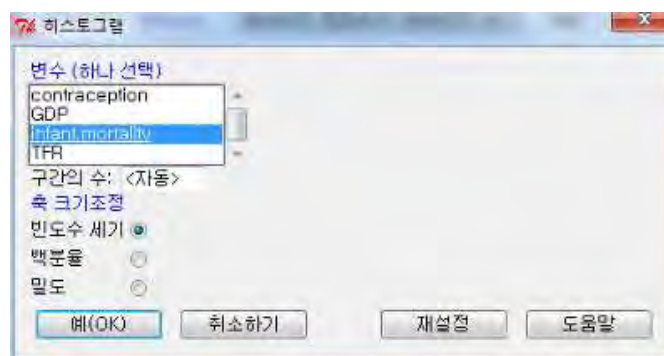 히스토그램
변수 (하나 선택)
contraception
GDP
infant.mortality
TFR
구간의 수: <자동>
축 크기조정
빈도수 세기
백분율
밀도
예(OK) 취소하기 재설정 도움말